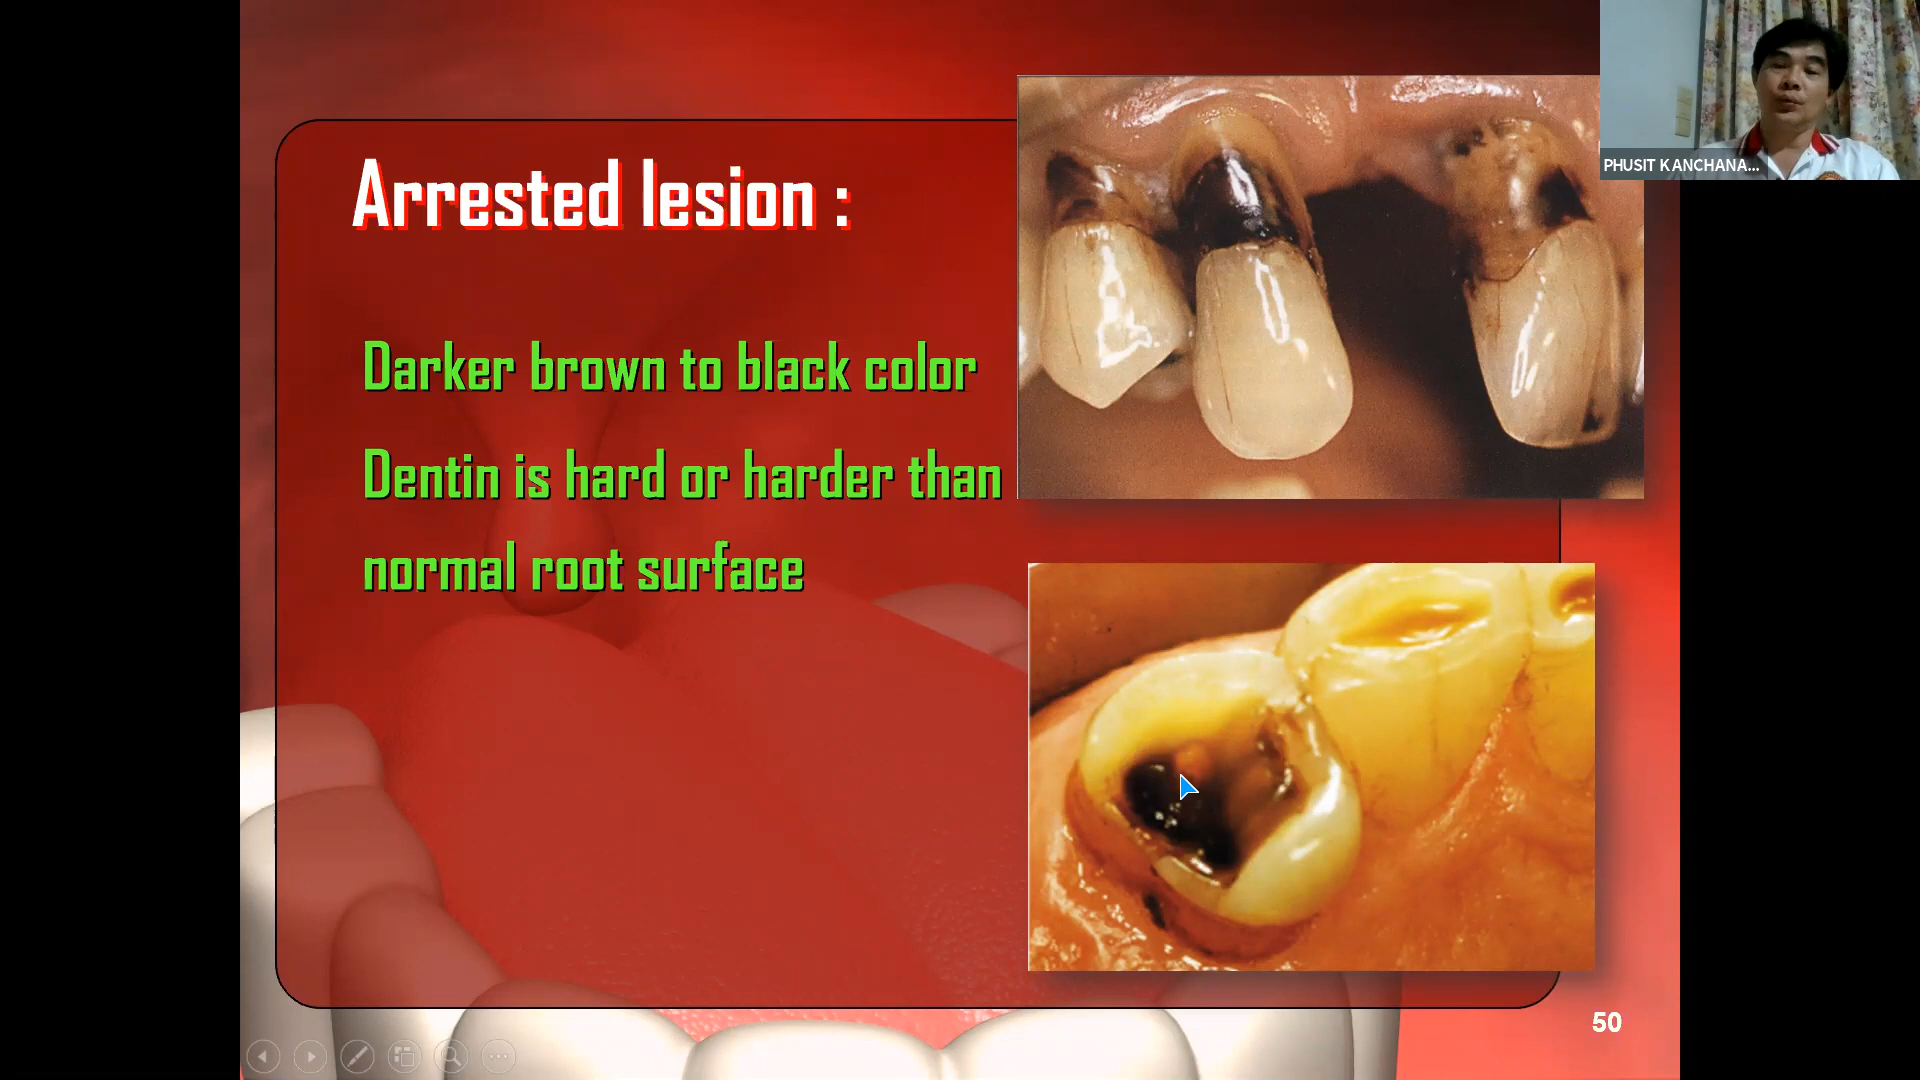 Arrested lesion :
PHUSIT KANCHANA...
Darker brown to black color
Dentin is hard or harder than
normal root surface
50